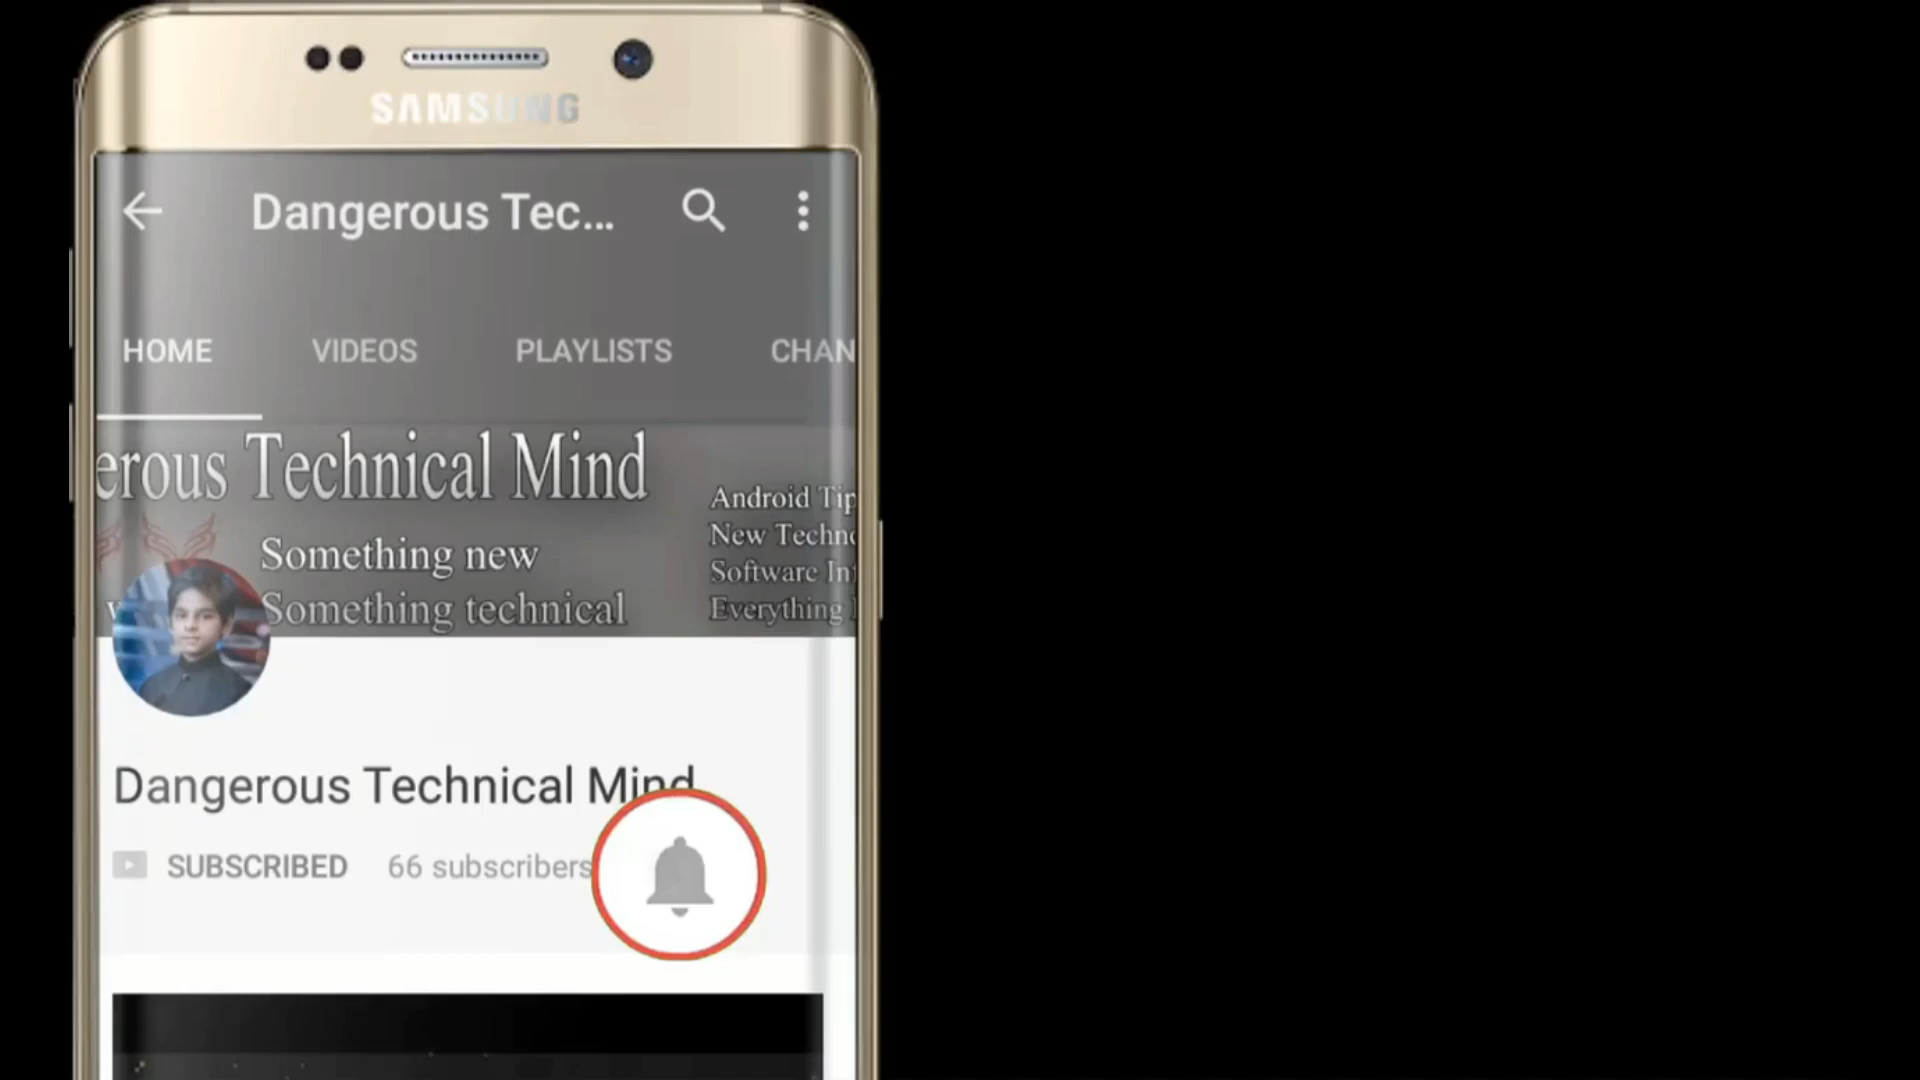 SAMSUNG
Dangerous Tec...
HOME VIDEOS PLAYLISTS CHAN
erous Technical Mind
Android Tip
New Techno
Something new
Software Inf
Something technical
Everything
Dangerous Technical Mind
SUBSCRIBED 66 subscribers